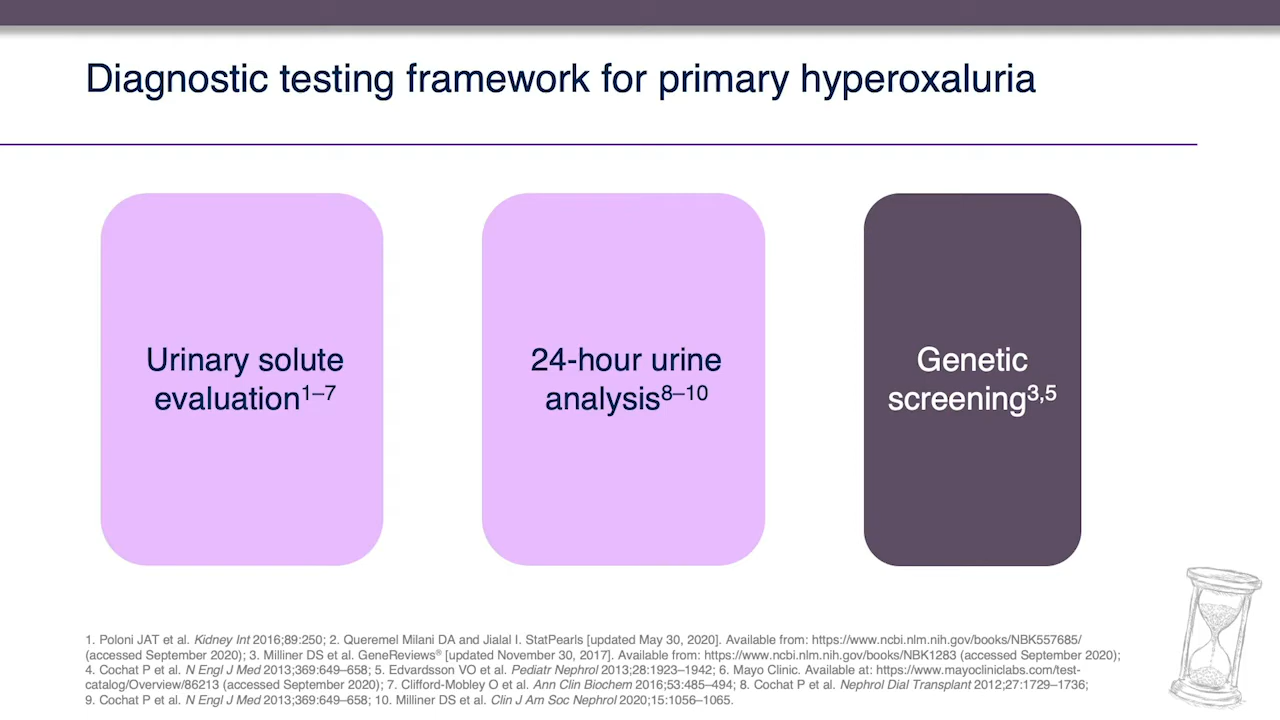 Diagnostic testing framework for primary hyperoxaluria
Urinary solute
evaluation1–7
24-hour urine
analysis8–10
Genetic
screening3,5
1. Poloni JAT et al. Kidney Int 2016;89:250; 2. Queremel Milani DA and Jialal I. StatPearls [updated May 30, 2020]. Available from: https://www.ncbi.nlm.nih.gov/books/NBK557685/
(accessed September 2020); 3. Milliner DS et al. GeneReviews® [updated November 30, 2017]. Available from: https://www.ncbi.nlm.nih.gov/books/NBK1283 (accessed September 2020);
4. Cochat P et al. N Engl J Med 2013;369:649–658; 5. Edvardsson VO et al. Pediatr Nephrol 2013;28:1923–1942; 6. Mayo Clinic. Available at: https://www.mayocliniclabs.com/test-
catalog/Overview/86213 (accessed September 2020); 7. Clifford-Mobley O et al. Ann Clin Biochem 2016;53:485–494; 8. Cochat P et al. Nephrol Dial Transplant 2012;27:1729–1736;
9. Cochat P et al. N Engl J Med 2013;369:649–658; 10. Milliner DS et al. Clin J Am Soc Nephrol 2020;15:1056–1065.